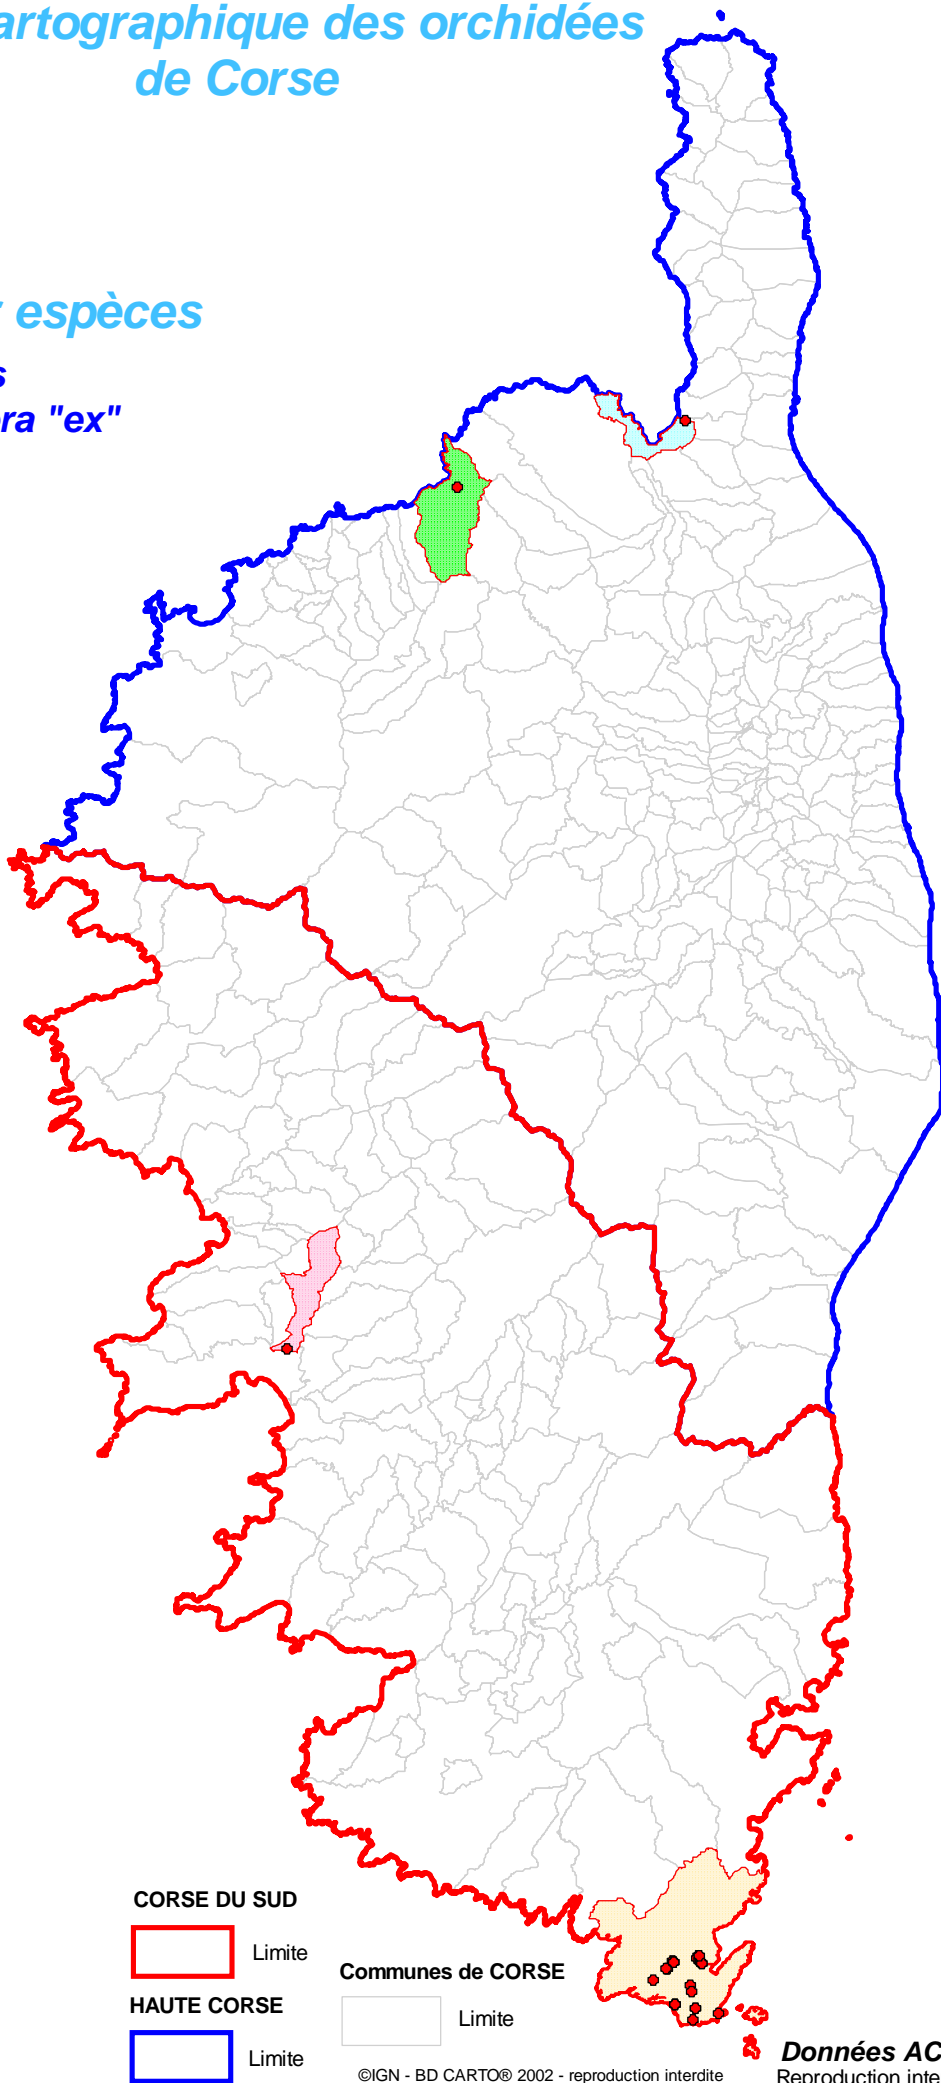 artographique des orchidées
de Corse
espèces
s
era "ex"
CORSE DU SUD
Limite
HAUTE CORSE
Limite
Communes de CORSE
Limite
©IGN - BD CARTO® 2002 - reproduction interdite
Données AC
Reproduction inte